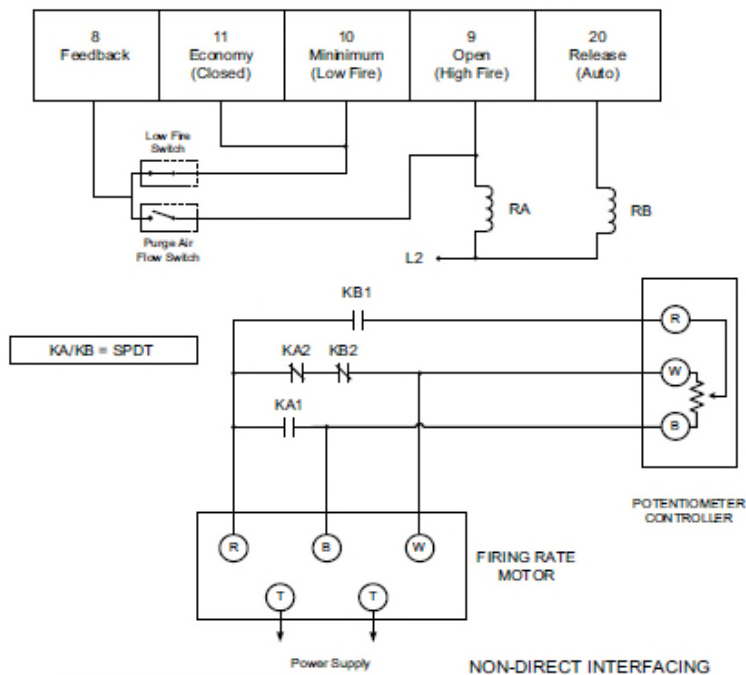 8
Feedback
11
Economy
(Closed)
10
Mininimum
(Low Fire)
9
Open
(High Fire)
20
Release
(Auto)
Low Fire
Switch
Purge Air
Flow Switch
RA
RB
L2
KB1
KA/KB = SPDT
KA2
KB2
KA1
R
W
B
POTENTIOMETER
CONTROLLER
R
B
W
FIRING RATE
MOTOR
T
T
Power Supply
NON-DIRECT INTERFACING